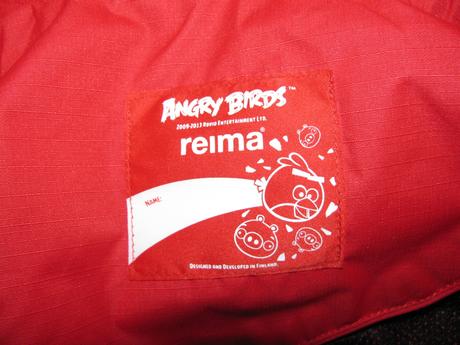 ANGRY BIRDS™
2009-2013 ROVIO ENTERTAINMENT LTD.
reima®
NAME:
DESIGNED AND DEVELOPED IN FINLAND.